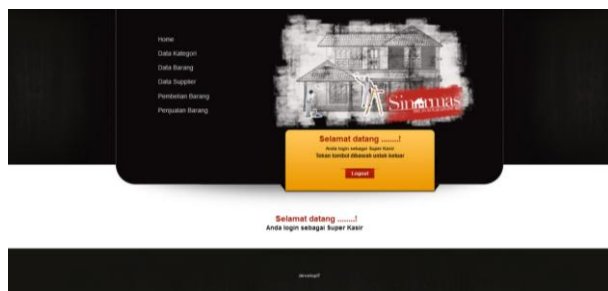 Home
Data Kategori
Data Barang
Data Supplier
Pembelian Barang
Penjualan Barang
Sinarmas
Selamat datang ........!
Anda login sebagai Super Kasir
Tekan tombol dibawah untuk keluar
Logout
Selamat datang ........!
Anda login sebagai Super Kasir